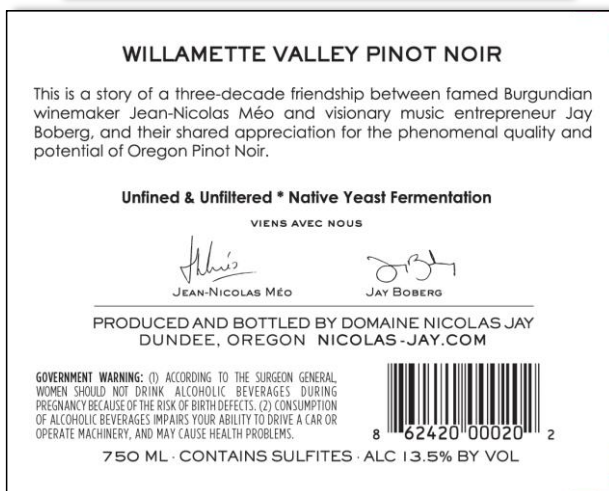 WILLAMETTE VALLEY PINOT NOIR
This is a story of a three-decade friendship between famed Burgundian
winemaker Jean-Nicolas Méo and visionary music entrepreneur Jay
Boberg, and their shared appreciation for the phenomenal quality and
potential of Oregon Pinot Noir.
Unfined & Unfiltered * Native Yeast Fermentation
VIENS AVEC NOUS
JEAN-NICOLAS MÉO JAY BOBERG
PRODUCED AND BOTTLED BY DOMAINE NICOLAS JAY
DUNDEE, OREGON NICOLAS-JAY.COM
GOVERNMENT WARNING: (1) ACCORDING TO THE SURGEON GENERAL,
WOMEN SHOULD NOT DRINK ALCOHOLIC BEVERAGES DURING
PREGNANCY BECAUSE OF THE RISK OF BIRTH DEFECTS. (2) CONSUMPTION
OF ALCOHOLIC BEVERAGES IMPAIRS YOUR ABILITY TO DRIVE A CAR OR
OPERATE MACHINERY, AND MAY CAUSE HEALTH PROBLEMS.
8 62420 00020 2
750 ML · CONTAINS SULFITES · ALC 13.5% BY VOL